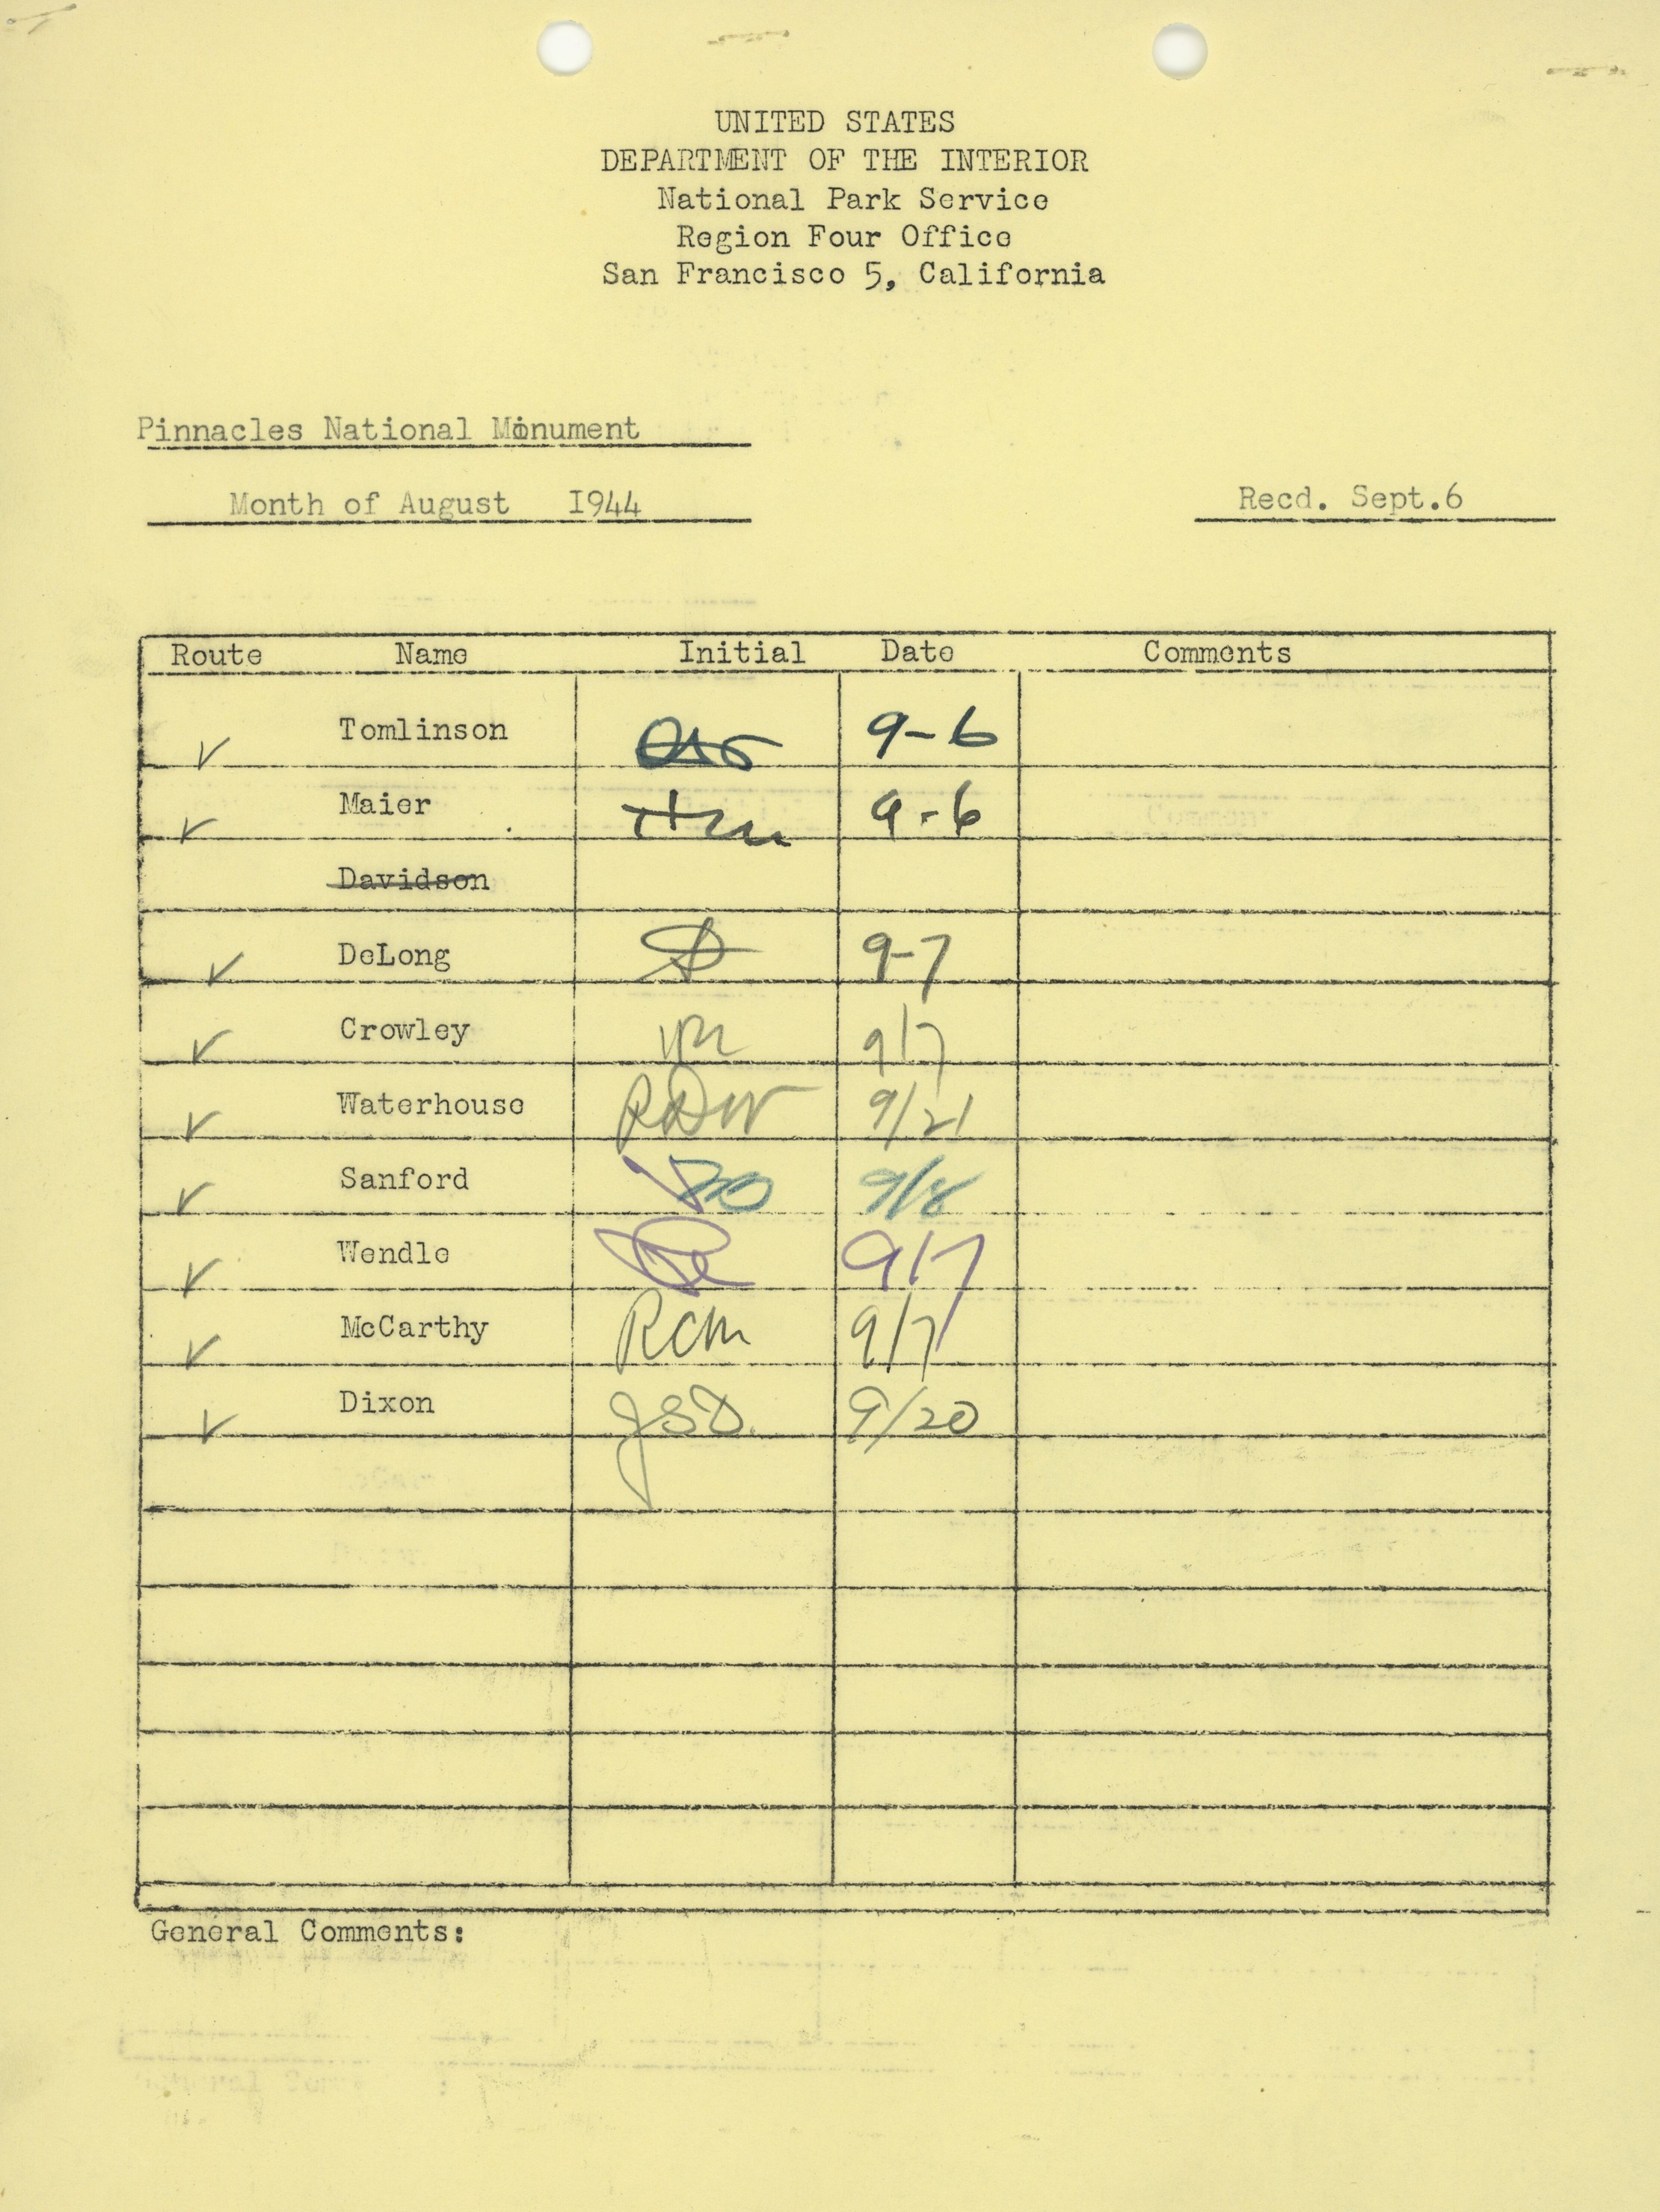 UNITED STATES
DEPARTMENT OF THE INTERIOR
National Park Service
Region Four Office
San Francisco 5, California
Pinnacles National Monument
Month of August 1944
Recd. Sept.6
Route Name Initial Date Comments
Tomlinson 9-6
Maier 9-6
Davidson
DeLong 9-7
Crowley 9/7
Waterhouse RDW 9/21
Sanford 9/8
Wendle 9/7
McCarthy RCM 9/7
Dixon JSD. 9/20
General Comments: